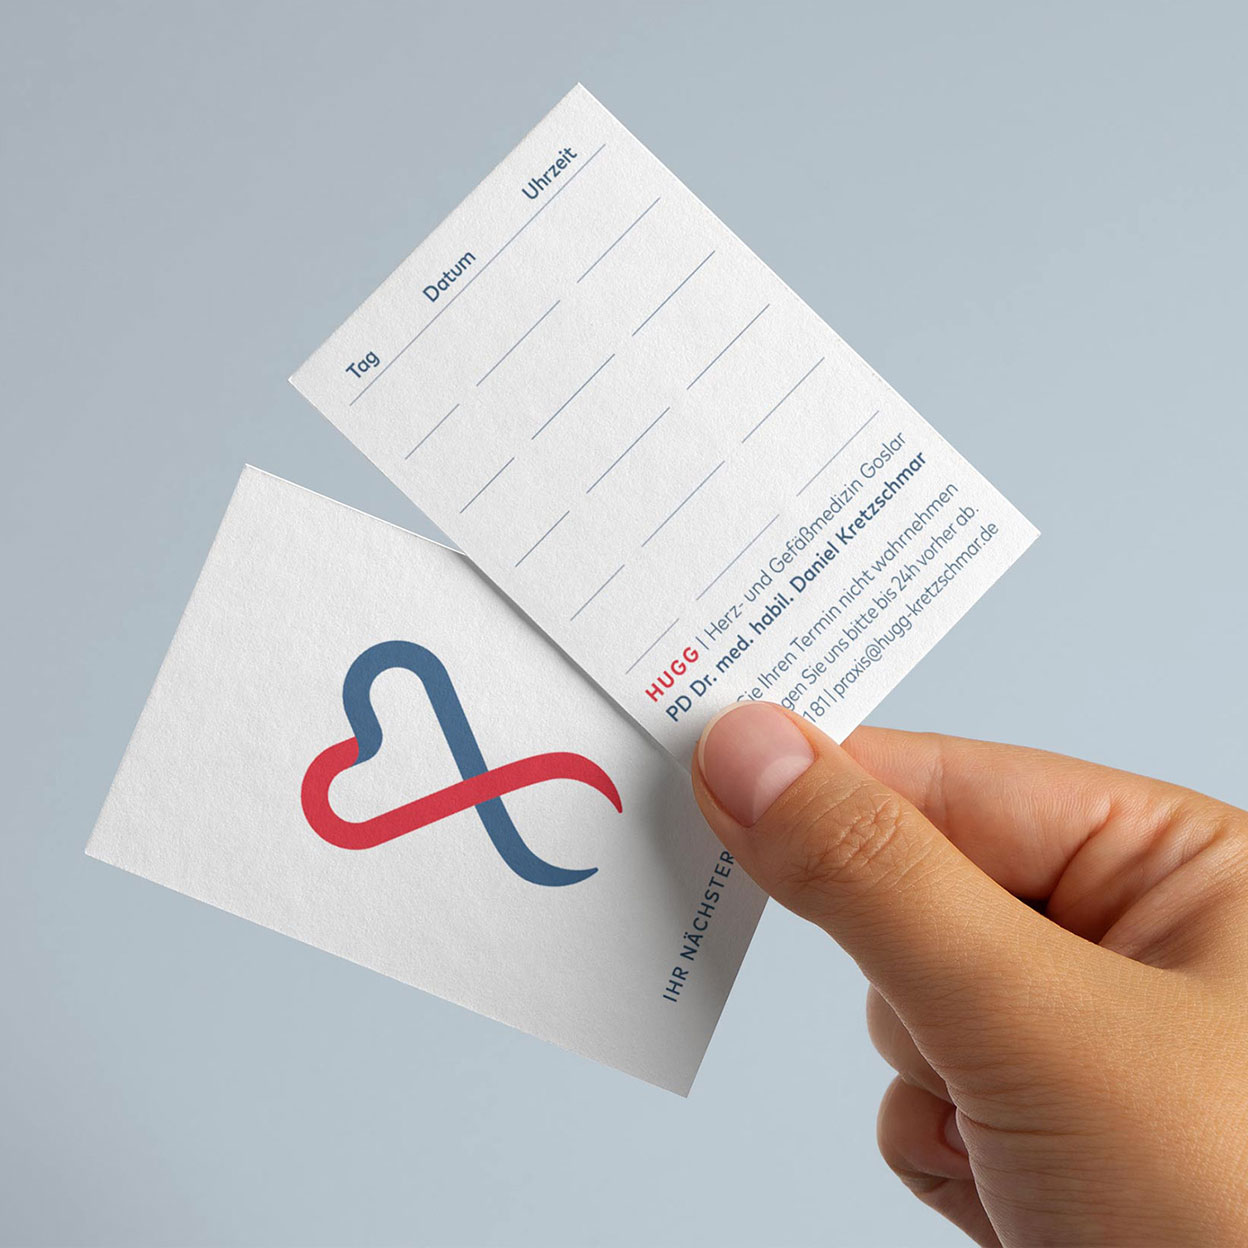 Tag Datum Uhrzeit
HUGG | Herz- und Gefäßmedizin Goslar
PD Dr. med. habil. Daniel Kretzschmar
Sie Ihren Termin nicht wahrnehmen
gen Sie uns bitte bis 24h vorher ab.
181 | praxis@hugg-kretzschmar.de
IHR NÄCHSTER